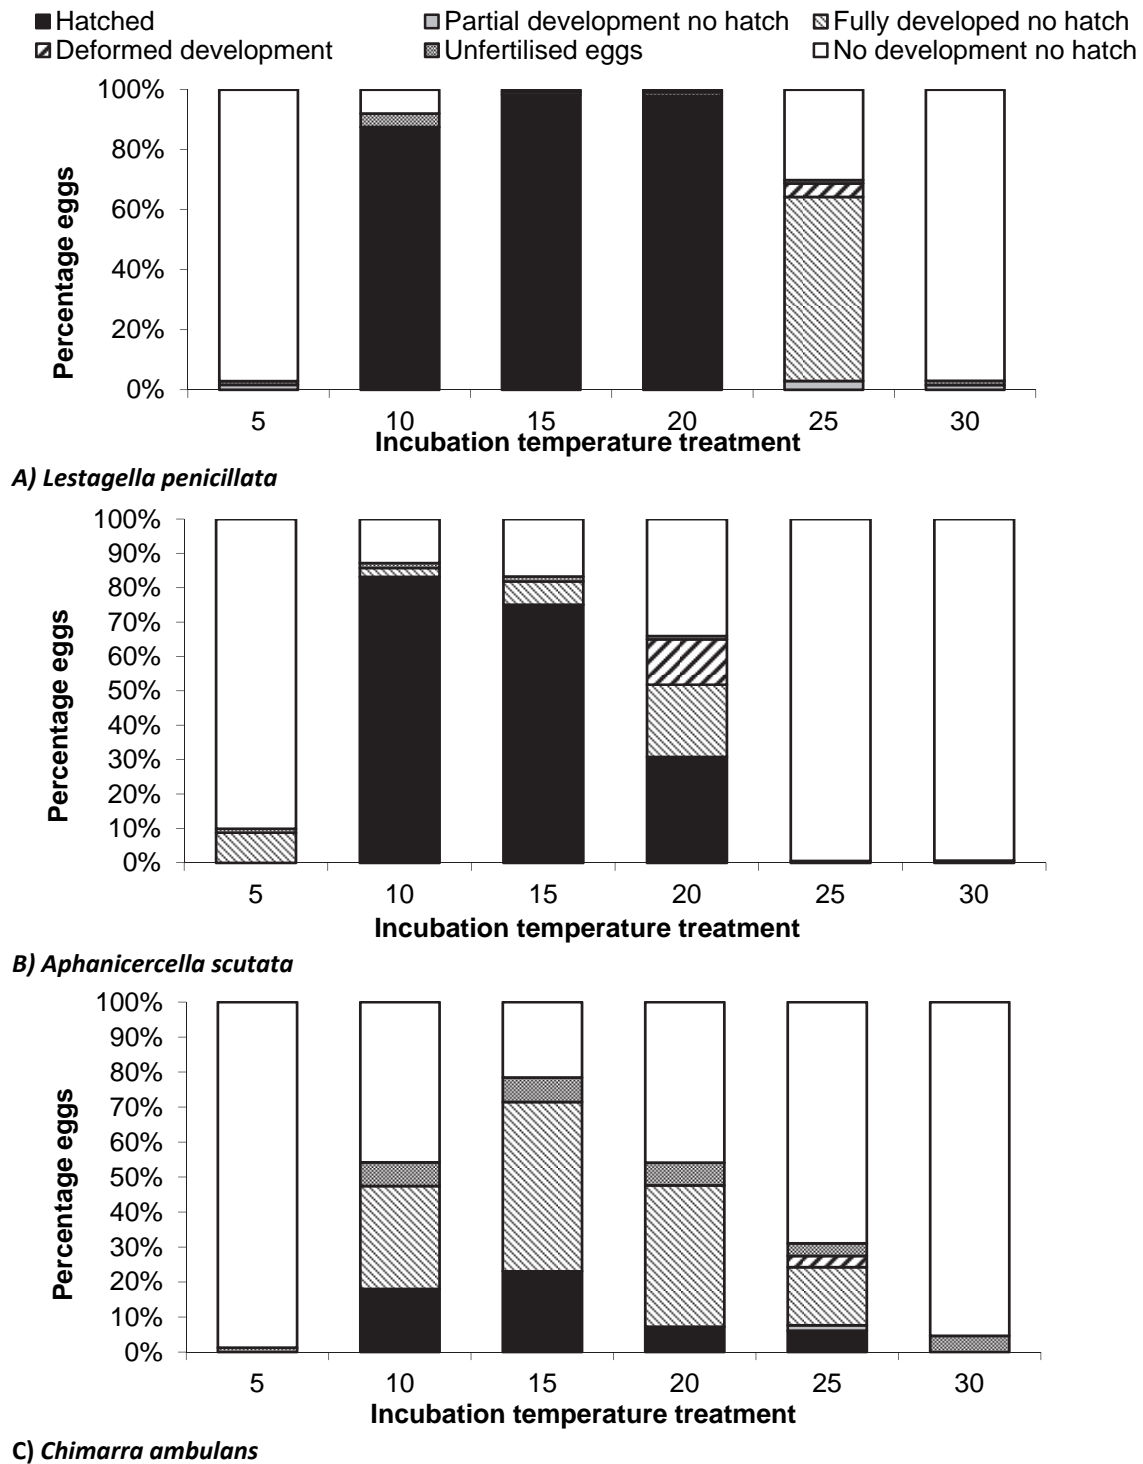 Hatched Partial development no hatch Fully developed no hatch
Deformed development Unfertilised eggs No development no hatch
100%
80%
60%
40%
20%
0%
Percentage eggs
5 10 15 20 25 30
Incubation temperature treatment
A) Lestagella penicillata
100%
90%
80%
70%
60%
50%
40%
30%
20%
10%
0%
Percentage eggs
5 10 15 20 25 30
Incubation temperature treatment
B) Aphanicercella scutata
100%
90%
80%
70%
60%
50%
40%
30%
20%
10%
0%
Percentage eggs
5 10 15 20 25 30
Incubation temperature treatment
C) Chimarra ambulans